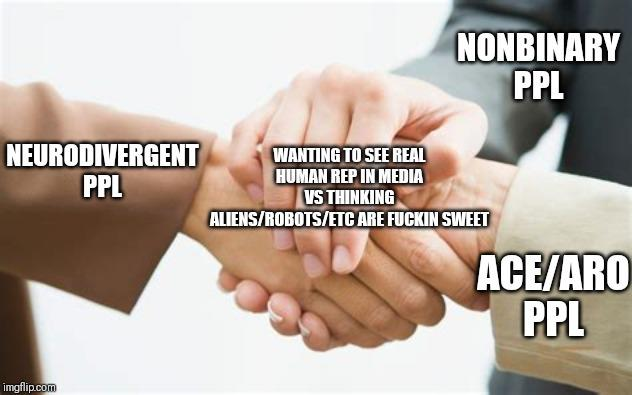 NONBINARY
PPL
NEURODIVERGENT
PPL
WANTING TO SEE REAL
HUMAN REP IN MEDIA
VS THINKING
ALIENS/ROBOTS/ETC ARE FUCKIN SWEET
ACE/ARO
PPL
imgflip.com